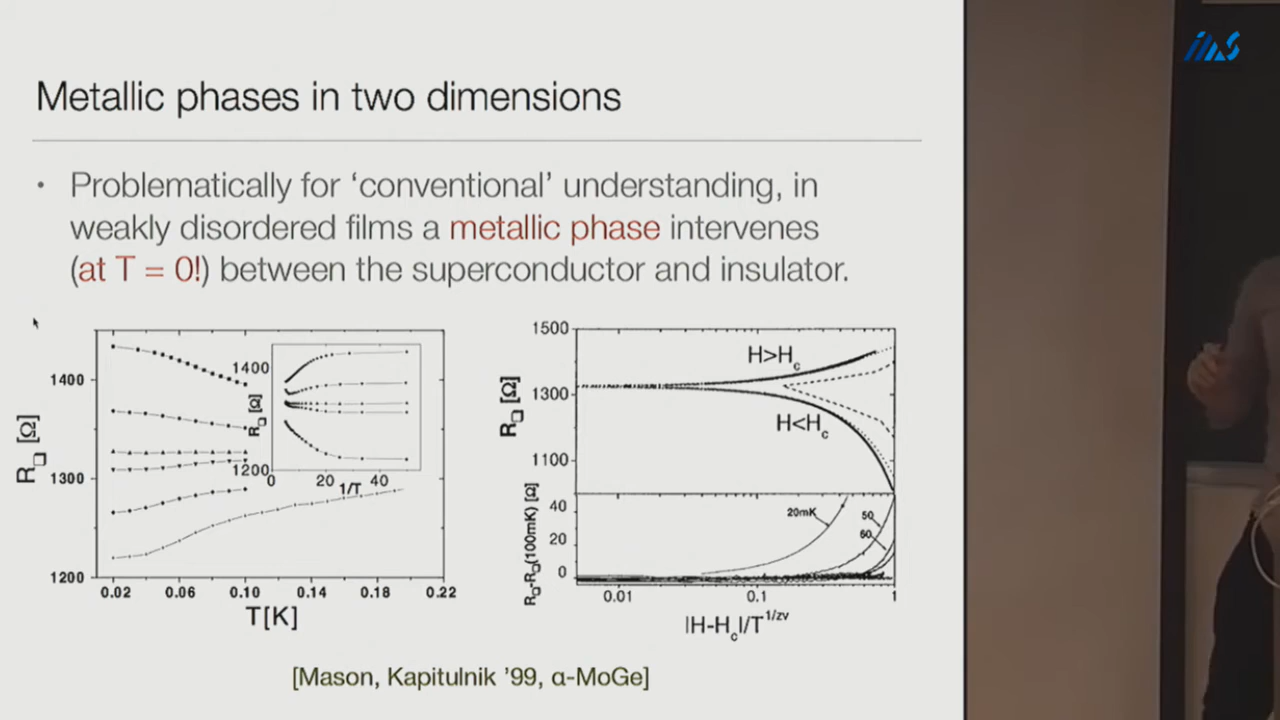 iias
Metallic phases in two dimensions
• Problematically for ‘conventional’ understanding, in
weakly disordered films a metallic phase intervenes
(at T = 0!) between the superconductor and insulator.
1400
1300
1200
R□ [Ω]
0.02 0.06 0.10 0.14 0.18 0.22
T[K]
1400
1200
R□ [Ω]
0 20 40
1/T
1500
1300
1100
R□ [Ω]
H>Hc
H<Hc
40
20
0
R□-R□(100mK) [Ω]
20mK
50
60
0.01 0.1 1
|H-Hc|/T^1/zν
[Mason, Kapitulnik ’99, α-MoGe]